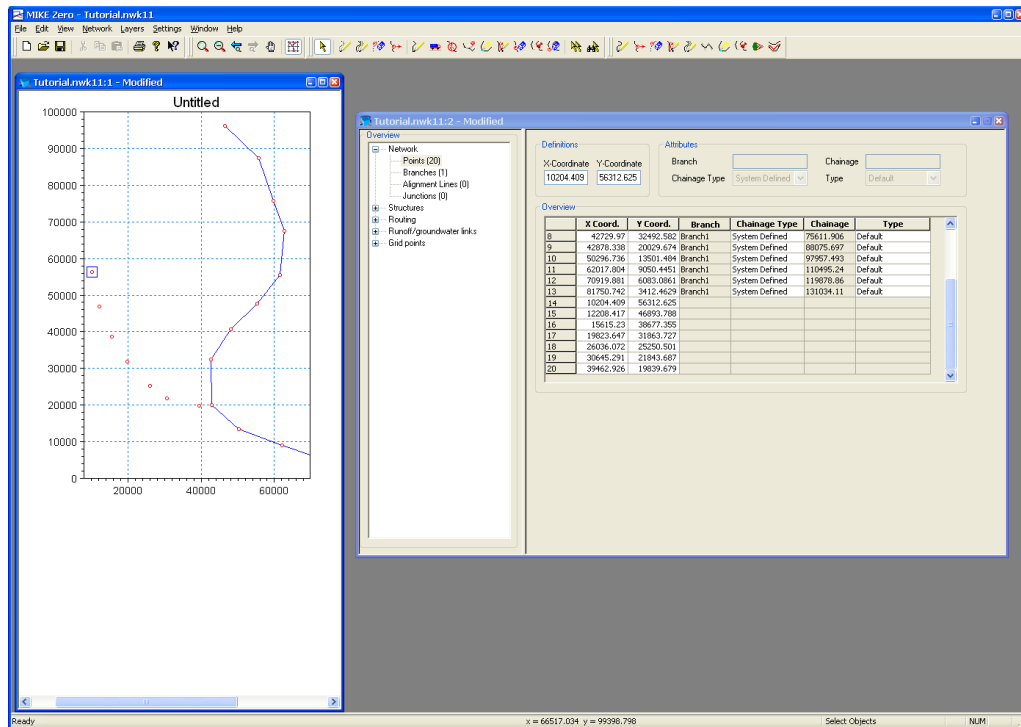 MIKE Zero - Tutorial.nwk11
File Edit View Network Layers Settings Window Help
Tutorial.nwk11:1 - Modified
Untitled
100000
90000
80000
70000
60000
50000
40000
30000
20000
10000
0
20000 40000 60000
Tutorial.nwk11:2 - Modified
Overview
Network
Points (20)
Branches (1)
Alignment Lines (0)
Junctions (0)
Structures
Routing
Runoff/groundwater links
Grid points
Definitions
X-Coordinate Y-Coordinate
10204.409 56312.625
Attributes
Branch Chainage
Chainage Type System Defined Type Default
Overview
X Coord. Y Coord. Branch Chainage Type Chainage Type
8 42729.97 32492.582 Branch1 System Defined 75611.906 Default
9 42878.338 20029.674 Branch1 System Defined 88075.697 Default
10 50296.736 13501.484 Branch1 System Defined 97957.493 Default
11 62017.804 9050.4451 Branch1 System Defined 110495.24 Default
12 70919.881 6083.0861 Branch1 System Defined 119878.86 Default
13 81750.742 3412.4629 Branch1 System Defined 131034.11 Default
14 10204.409 56312.625
15 12208.417 46893.788
16 15615.23 38677.355
17 19823.647 31863.727
18 26036.072 25250.501
19 30645.291 21843.687
20 39462.926 19839.679
Ready x = 66517.034 y = 99398.798 Select Objects NUM